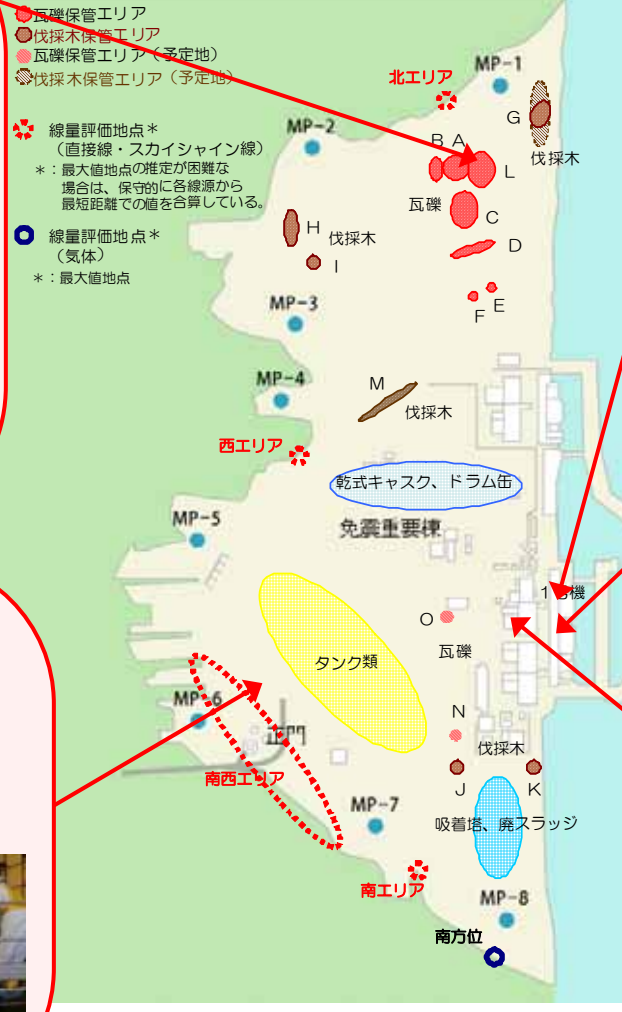 瓦礫保管エリア
伐採木保管エリア
瓦礫保管エリア（予定地）
伐採木保管エリア（予定地）
線量評価地点＊
（直接線・スカイシャイン線）
＊：最大値地点の推定が困難な
場合は、保守的に各線源から
最短距離での値を合算している。
線量評価地点＊
（気体）
＊：最大値地点
北エリア
MP-1
G
伐採木
MP-2
B A
L
瓦礫
C
H
伐採木
D
I
E
F
MP-3
MP-4
M
伐採木
西エリア
乾式キャスク、ドラム缶
免震重要棟
MP-5
1号機
O
瓦礫
タンク類
MP-6
正門
N
伐採木
南西エリア
J
K
MP-7
吸着塔、廃スラッジ
南エリア
MP-8
南方位